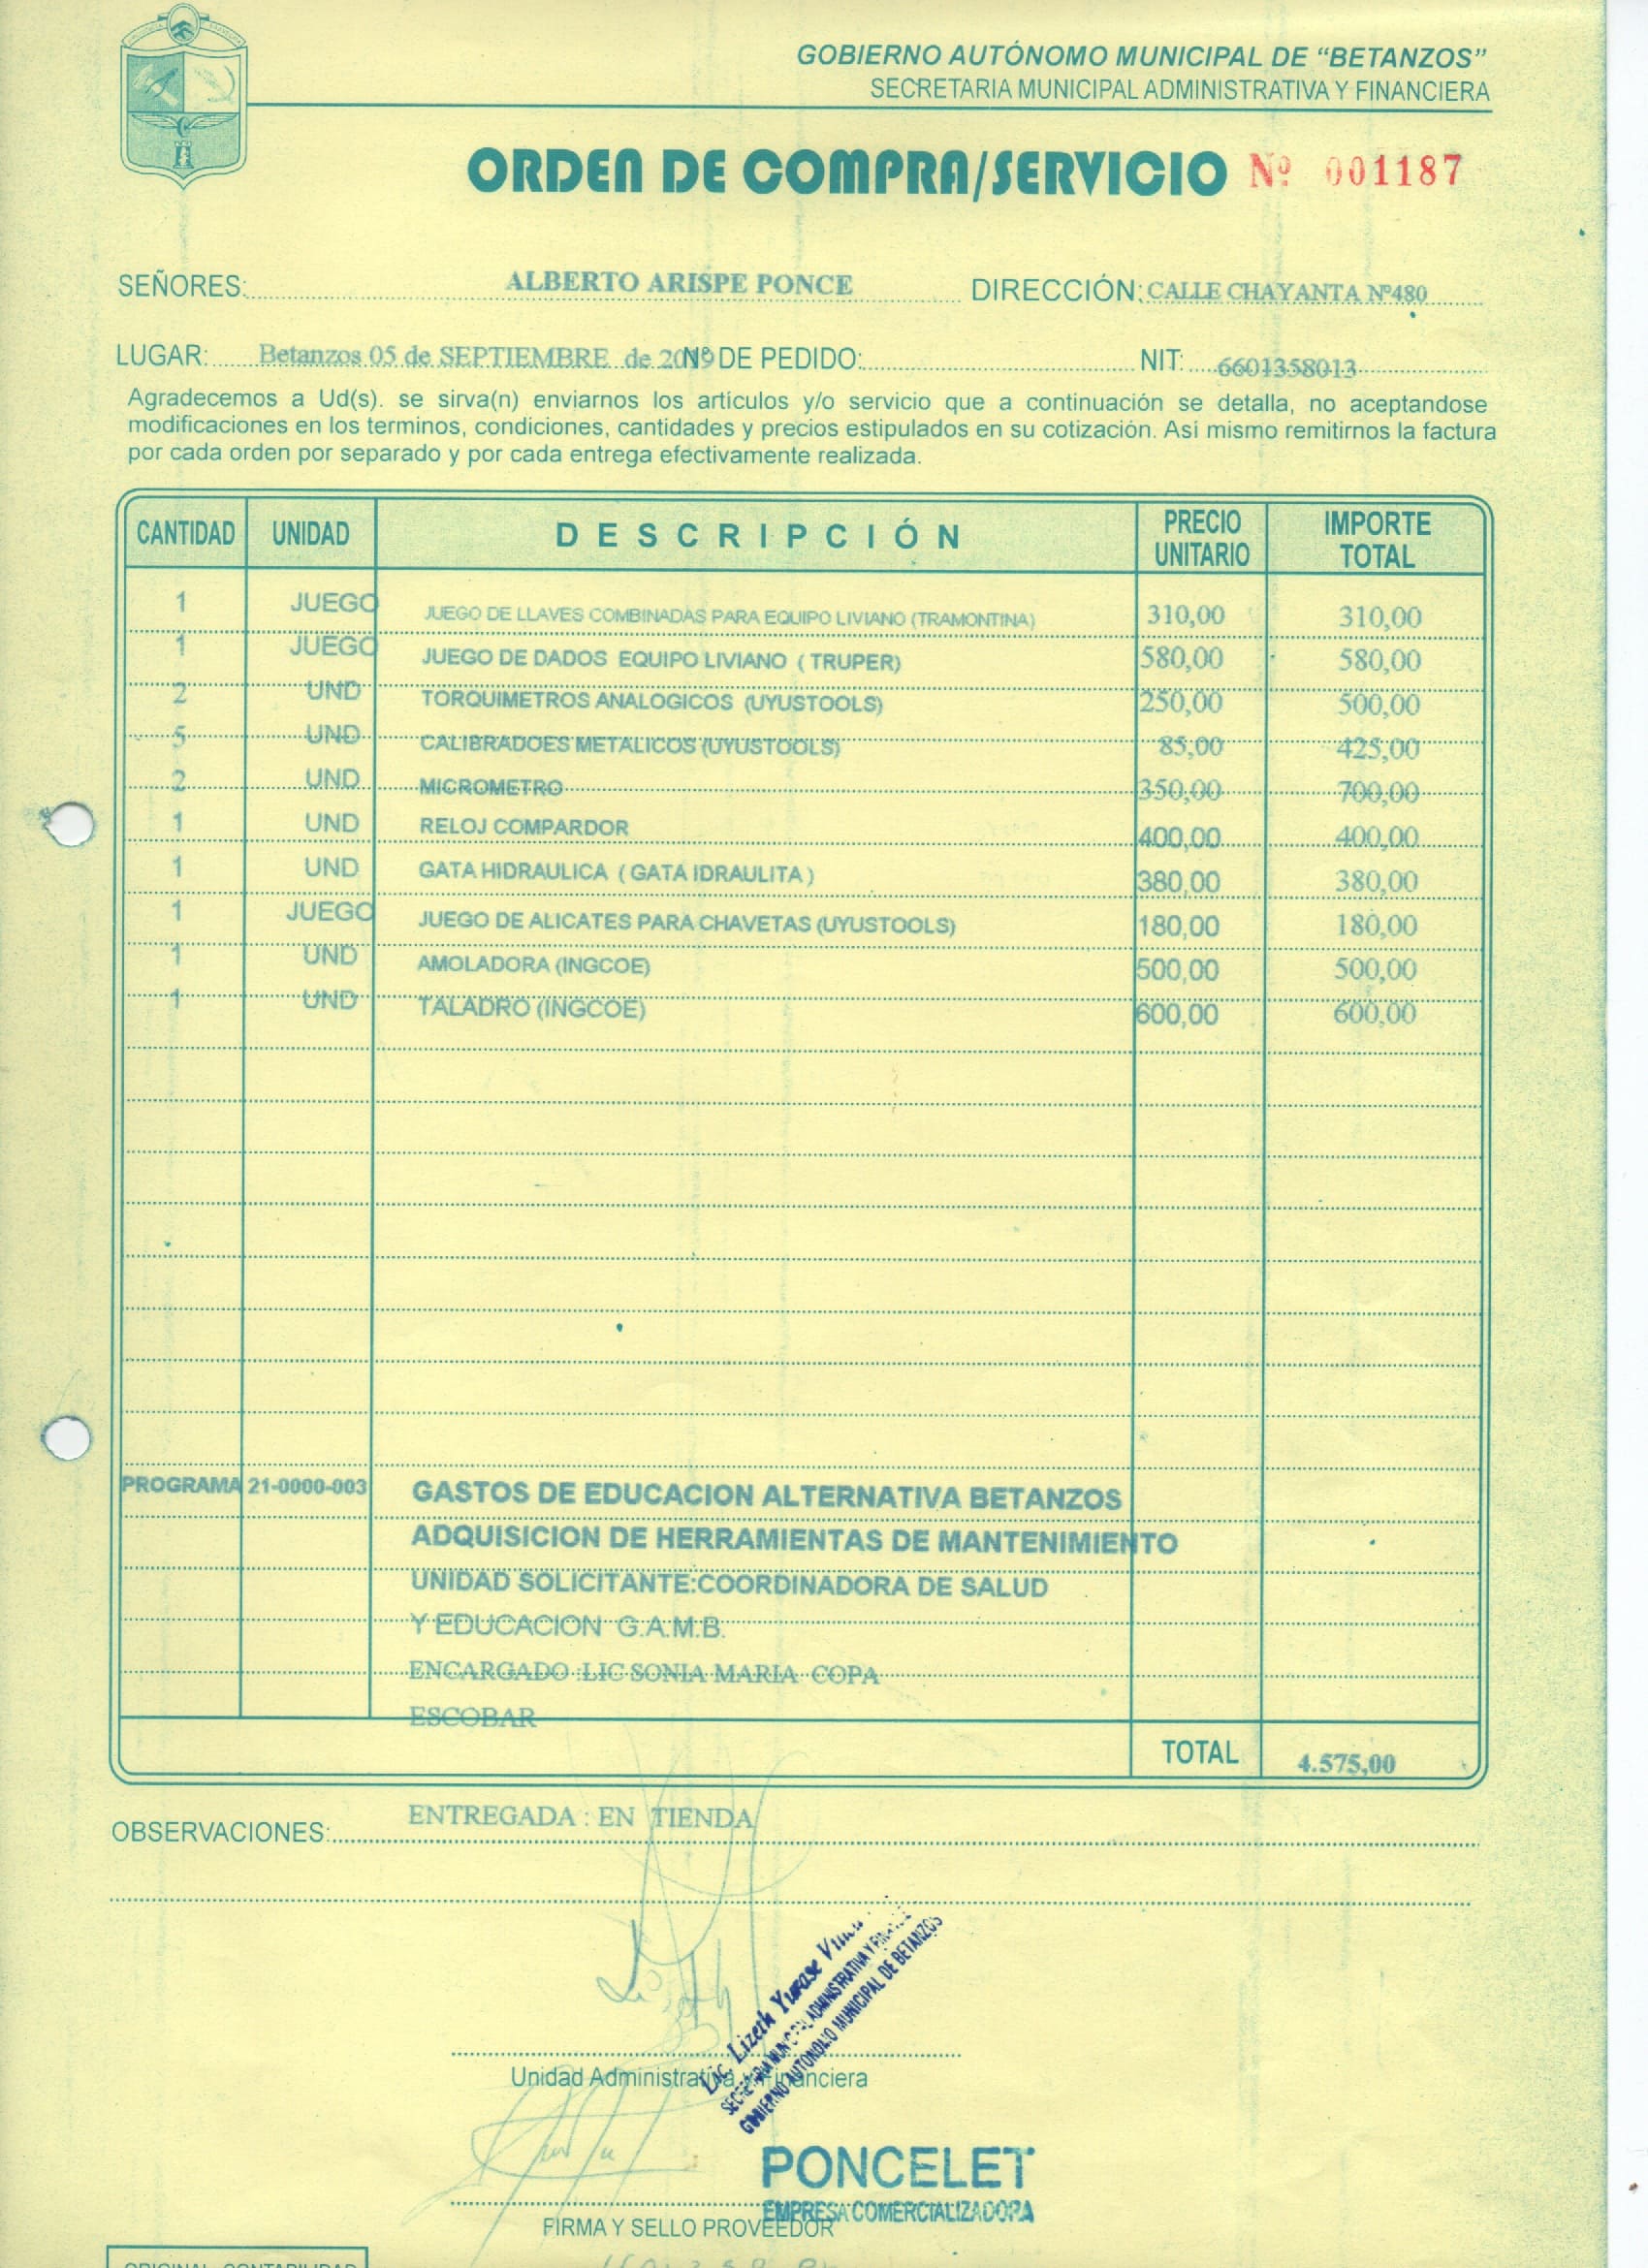 GOBIERNO AUTÓNOMO MUNICIPAL DE “BETANZOS”
SECRETARIA MUNICIPAL ADMINISTRATIVA Y FINANCIERA
ORDEN DE COMPRA/SERVICIO Nº 001187
SEÑORES: ALBERTO ARISPE PONCE DIRECCIÓN: CALLE CHAYANTA Nº480
LUGAR: Betanzos 05 de SEPTIEMBRE de 2019 Nº DE PEDIDO: NIT: 6601358013
Agradecemos a Ud(s). se sirva(n) enviarnos los artículos y/o servicio que a continuación se detalla, no aceptandose
modificaciones en los terminos, condiciones, cantidades y precios estipulados en su cotización. Asi mismo remitirnos la factura
por cada orden por separado y por cada entrega efectivamente realizada.
CANTIDAD UNIDAD DESCRIPCIÓN PRECIO UNITARIO IMPORTE TOTAL
1 JUEGO JUEGO DE LLAVES COMBINADAS PARA EQUIPO LIVIANO (TRAMONTINA) 310,00 310,00
1 JUEGO JUEGO DE DADOS EQUIPO LIVIANO ( TRUPER) 580,00 580,00
2 UND TORQUIMETROS ANALOGICOS (UYUSTOOLS) 250,00 500,00
5 UND CALIBRADOES METALICOS (UYUSTOOLS) 85,00 425,00
2 UND MICROMETRO 350,00 700,00
1 UND RELOJ COMPARDOR 400,00 400,00
1 UND GATA HIDRAULICA ( GATA IDRAULITA ) 380,00 380,00
1 JUEGO JUEGO DE ALICATES PARA CHAVETAS (UYUSTOOLS) 180,00 180,00
1 UND AMOLADORA (INGCOE) 500,00 500,00
1 UND TALADRO (INGCOE) 600,00 600,00
PROGRAMA 21-0000-003 GASTOS DE EDUCACION ALTERNATIVA BETANZOS
ADQUISICION DE HERRAMIENTAS DE MANTENIMIENTO
UNIDAD SOLICITANTE:COORDINADORA DE SALUD
Y EDUCACION G.A.M.B.
ENCARGADO :LIC SONIA MARIA COPA
ESCOBAR
TOTAL 4.575,00
OBSERVACIONES: ENTREGADA : EN TIENDA
Lic. Lizeth Yucase
SECRETARIA MUNICIPAL ADMINISTRATIVA Y
GOBIERNO AUTONOMO MUNICIPAL DE BETANZOS
Unidad Administrativa y Financiera
PONCELET
EMPRESA COMERCIALIZADORA
FIRMA Y SELLO PROVEEDOR
ORIGINAL CONTABILIDAD